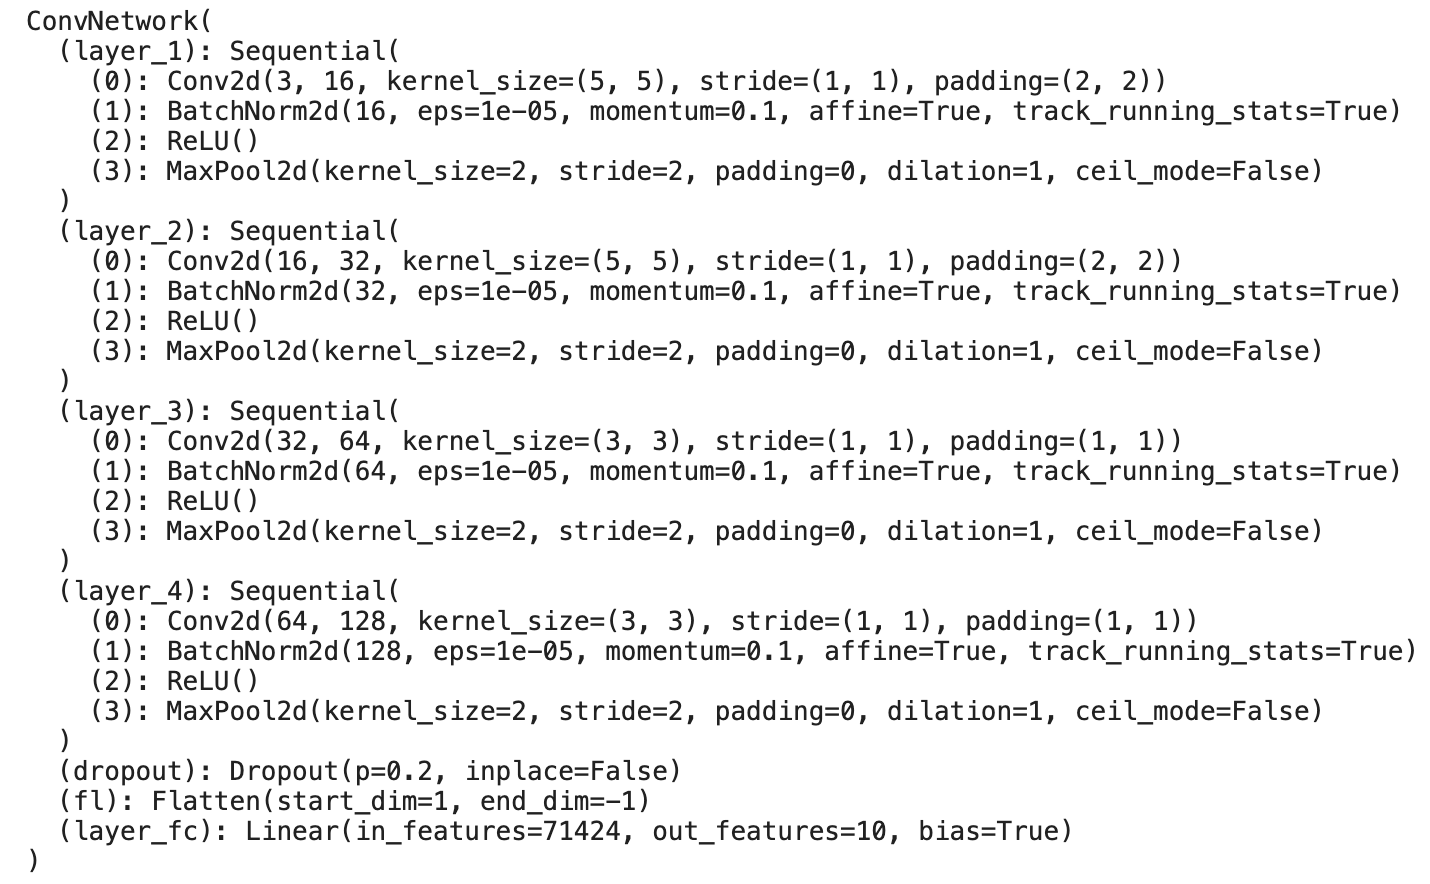 ConvNetwork(
  (layer_1): Sequential(
    (0): Conv2d(3, 16, kernel_size=(5, 5), stride=(1, 1), padding=(2, 2))
    (1): BatchNorm2d(16, eps=1e-05, momentum=0.1, affine=True, track_running_stats=True)
    (2): ReLU()
    (3): MaxPool2d(kernel_size=2, stride=2, padding=0, dilation=1, ceil_mode=False)
  )
  (layer_2): Sequential(
    (0): Conv2d(16, 32, kernel_size=(5, 5), stride=(1, 1), padding=(2, 2))
    (1): BatchNorm2d(32, eps=1e-05, momentum=0.1, affine=True, track_running_stats=True)
    (2): ReLU()
    (3): MaxPool2d(kernel_size=2, stride=2, padding=0, dilation=1, ceil_mode=False)
  )
  (layer_3): Sequential(
    (0): Conv2d(32, 64, kernel_size=(3, 3), stride=(1, 1), padding=(1, 1))
    (1): BatchNorm2d(64, eps=1e-05, momentum=0.1, affine=True, track_running_stats=True)
    (2): ReLU()
    (3): MaxPool2d(kernel_size=2, stride=2, padding=0, dilation=1, ceil_mode=False)
  )
  (layer_4): Sequential(
    (0): Conv2d(64, 128, kernel_size=(3, 3), stride=(1, 1), padding=(1, 1))
    (1): BatchNorm2d(128, eps=1e-05, momentum=0.1, affine=True, track_running_stats=True)
    (2): ReLU()
    (3): MaxPool2d(kernel_size=2, stride=2, padding=0, dilation=1, ceil_mode=False)
  )
  (dropout): Dropout(p=0.2, inplace=False)
  (fl): Flatten(start_dim=1, end_dim=-1)
  (layer_fc): Linear(in_features=71424, out_features=10, bias=True)
)